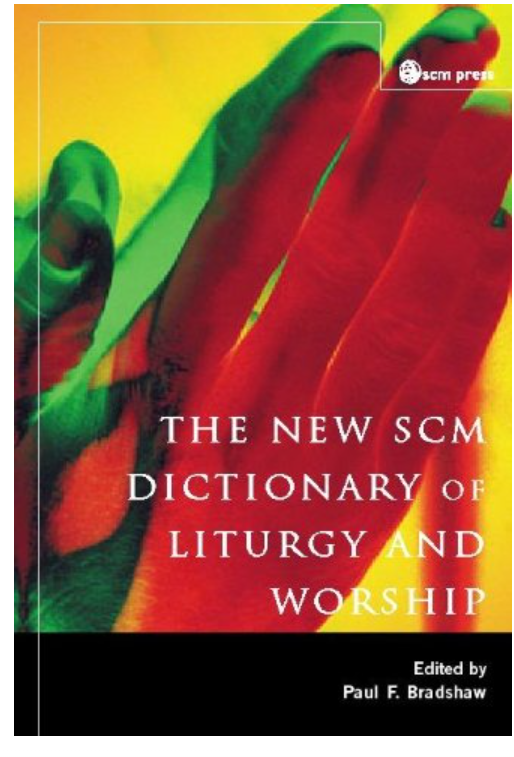 scm press
THE NEW SCM
DICTIONARY OF
LITURGY AND
WORSHIP
Edited by
Paul F. Bradshaw